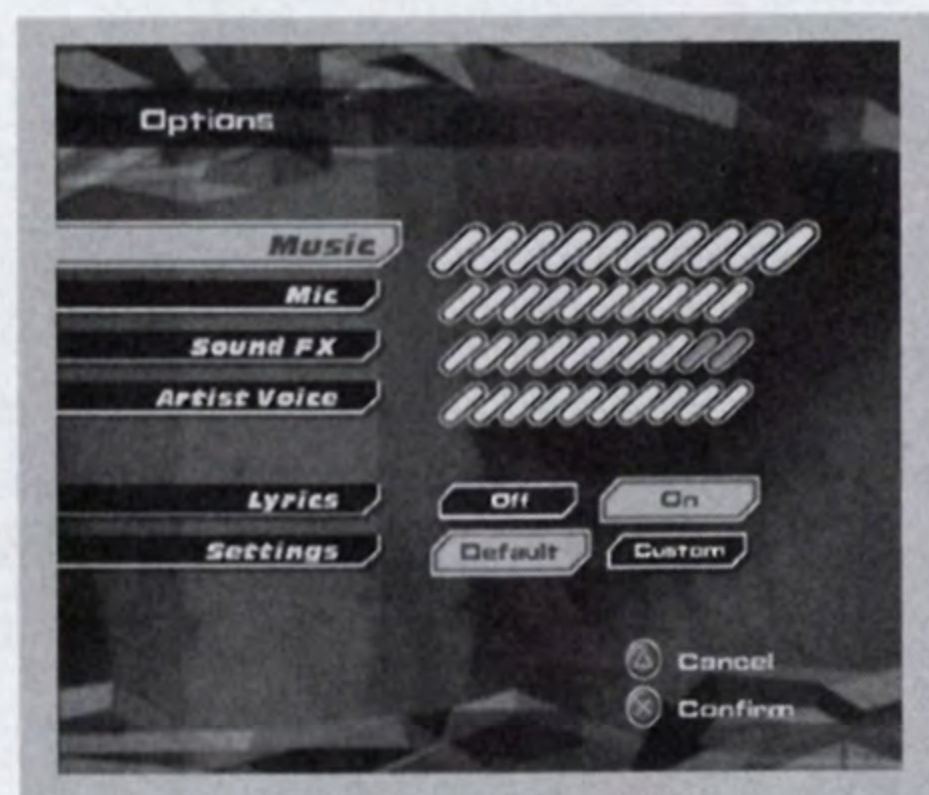 Options
Music
Mic
Sound FX
Artist Voice
Lyrics Off On
Settings Default Custom
Cancel
Confirm